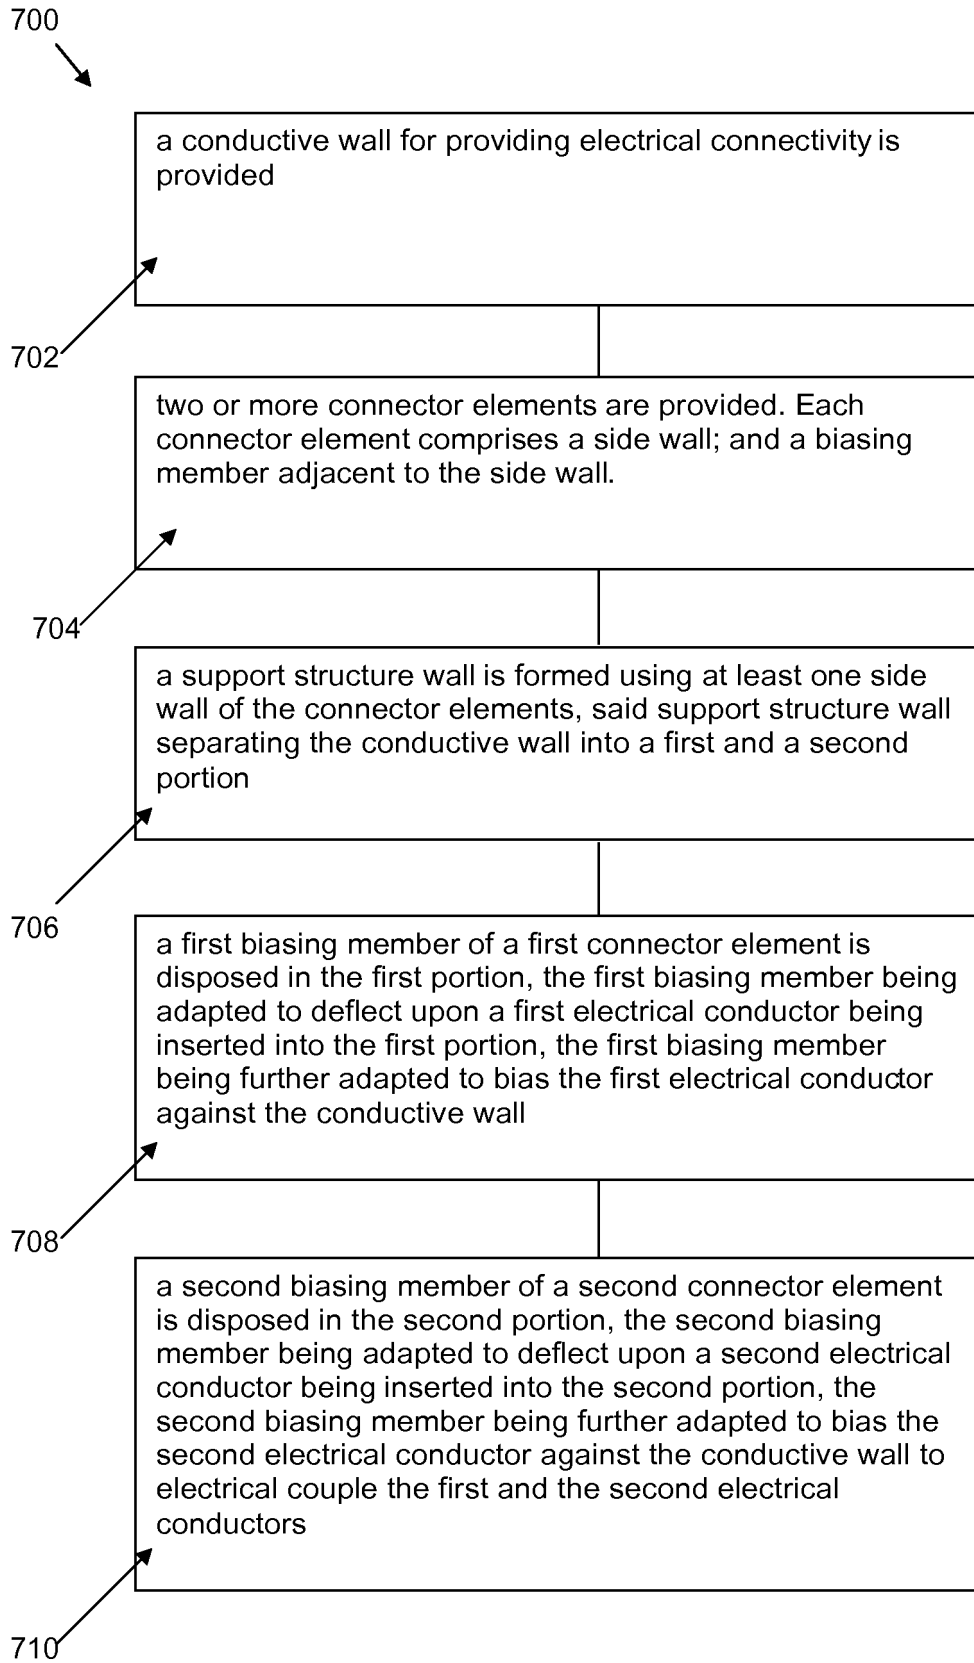 700
a conductive wall for providing electrical connectivity is
provided
702
two or more connector elements are provided. Each
connector element comprises a side wall; and a biasing
member adjacent to the side wall.
704
a support structure wall is formed using at least one side
wall of the connector elements, said support structure wall
separating the conductive wall into a first and a second
portion
706
a first biasing member of a first connector element is
disposed in the first portion, the first biasing member being
adapted to deflect upon a first electrical conductor being
inserted into the first portion, the first biasing member
being further adapted to bias the first electrical conductor
against the conductive wall
708
a second biasing member of a second connector element
is disposed in the second portion, the second biasing
member being adapted to deflect upon a second electrical
conductor being inserted into the second portion, the
second biasing member being further adapted to bias the
second electrical conductor against the conductive wall to
electrical couple the first and the second electrical
conductors
710